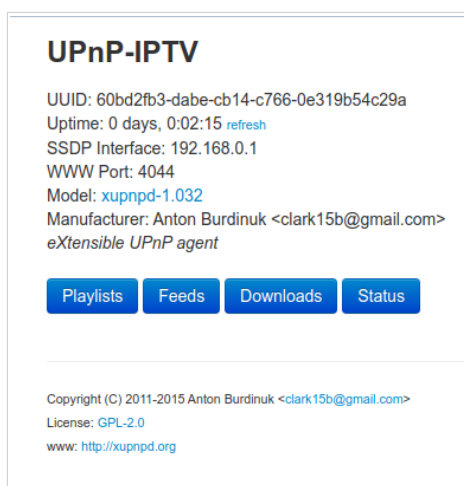 UPnP-IPTV
UUID: 60bd2fb3-dabe-cb14-c766-0e319b54c29a
Uptime: 0 days, 0:02:15 refresh
SSDP Interface: 192.168.0.1
WWW Port: 4044
Model: xupnpd-1.032
Manufacturer: Anton Burdinuk <clark15b@gmail.com>
eXtensible UPnP agent
Playlists Feeds Downloads Status
Copyright (C) 2011-2015 Anton Burdinuk <clark15b@gmail.com>
License: GPL-2.0
www: http://xupnpd.org